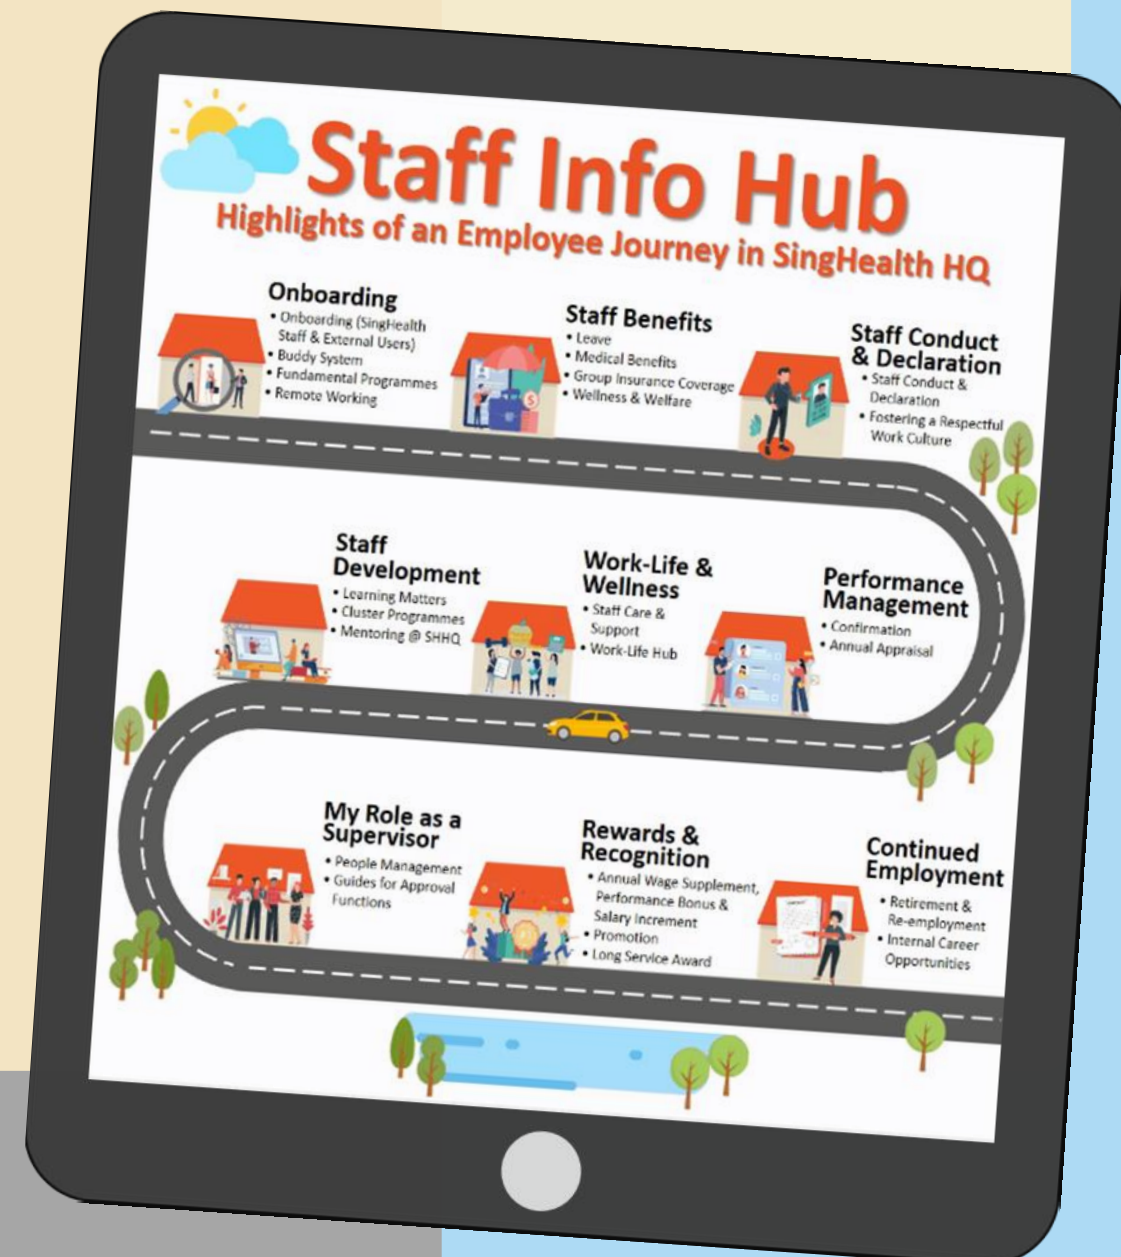 Staff Info Hub
Highlights of an Employee Journey in SingHealth HQ
Onboarding
• Onboarding (SingHealth
Staff & External Users)
• Buddy System
• Fundamental Programmes
• Remote Working
Staff Benefits
• Leave
• Medical Benefits
• Group Insurance Coverage
• Wellness & Welfare
Staff Conduct
& Declaration
• Staff Conduct &
Declaration
• Fostering a Respectful
Work Culture
Staff
Development
• Learning Matters
• Cluster Programmes
• Mentoring @ SHHQ
Work-Life &
Wellness
• Staff Care &
Support
• Work-Life Hub
Performance
Management
• Confirmation
• Annual Appraisal
My Role as a
Supervisor
• People Management
• Guides for Approval
Functions
Rewards &
Recognition
• Annual Wage Supplement,
Performance Bonus &
Salary Increment
• Promotion
• Long Service Award
Continued
Employment
• Retirement &
Re-employment
• Internal Career
Opportunities